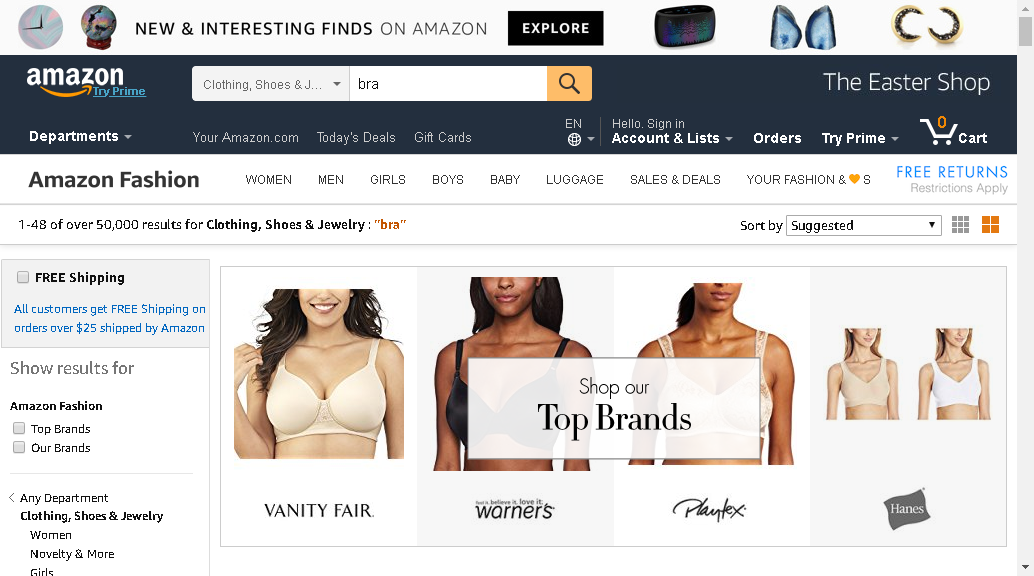 NEW & INTERESTING FINDS ON AMAZON EXPLORE
amazon
Try Prime
Clothing, Shoes & J... bra
The Easter Shop
Departments
Your Amazon.com Today's Deals Gift Cards
EN
Hello. Sign in
Account & Lists
Orders
Try Prime
0
Cart
Amazon Fashion
WOMEN MEN GIRLS BOYS BABY LUGGAGE SALES & DEALS YOUR FASHION & S
FREE RETURNS
Restrictions Apply
1-48 of over 50,000 results for Clothing, Shoes & Jewelry : "bra"
Sort by Suggested
FREE Shipping
All customers get FREE Shipping on
orders over $25 shipped by Amazon
Show results for
Amazon Fashion
Top Brands
Our Brands
Any Department
Clothing, Shoes & Jewelry
Women
Novelty & More
Girls
Shop our
Top Brands
VANITY FAIR.
believe it. love it.
warner's
Playtex
Hanes